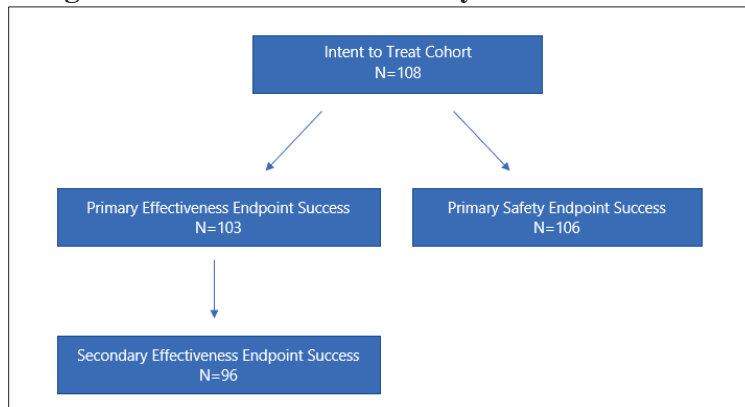 Intent to Treat Cohort
N=108
Primary Effectiveness Endpoint Success
N=103
Primary Safety Endpoint Success
N=106
Secondary Effectiveness Endpoint Success
N=96